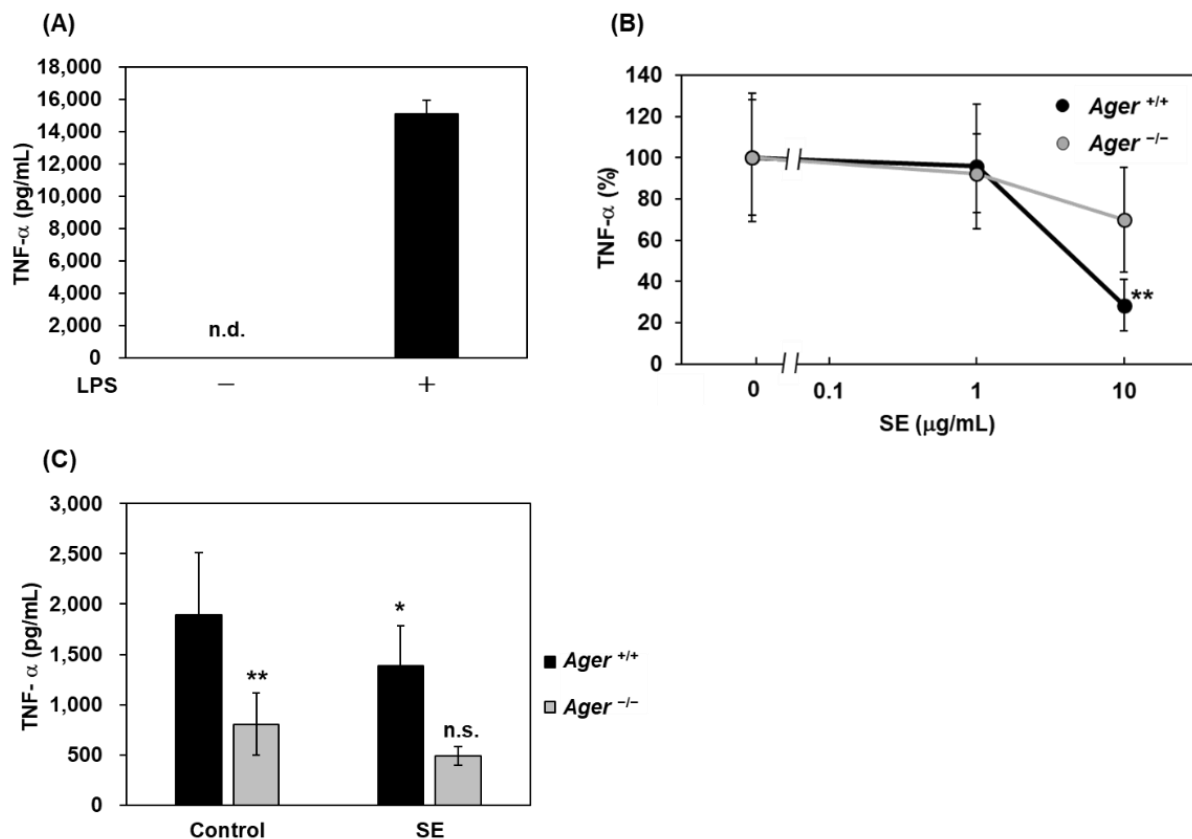 (A)
TNF-α (pg/mL)
18,000
16,000
14,000
12,000
10,000
8,000
6,000
4,000
2,000
0
n.d.
LPS − +
(B)
TNF-α (%)
140
120
100
80
60
40
20
0
Ager +/+
Ager −/−
**
0 0.1 1 10
SE (μg/mL)
(C)
TNF- α (pg/mL)
3,000
2,500
2,000
1,500
1,000
500
0
**
*
n.s.
Ager +/+
Ager −/−
Control SE